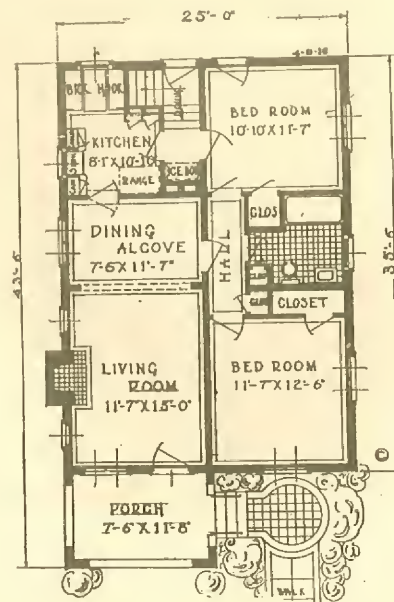 25'-0"
BED ROOM
10'-10"X11'-7"
KITCHEN
8'-1"X10'-10"
ICE BOX
RANGE
CLOS
DINING
ALCOVE
7'-6"X11'-7"
HALL
CLOS
CLOS
CLOSET
43'-6"
35'-6"
LIVING
ROOM
11'-7"X15'-0"
BED ROOM
11'-7"X12'-6"
PORCH
7'-6"X11'-8"
WALK